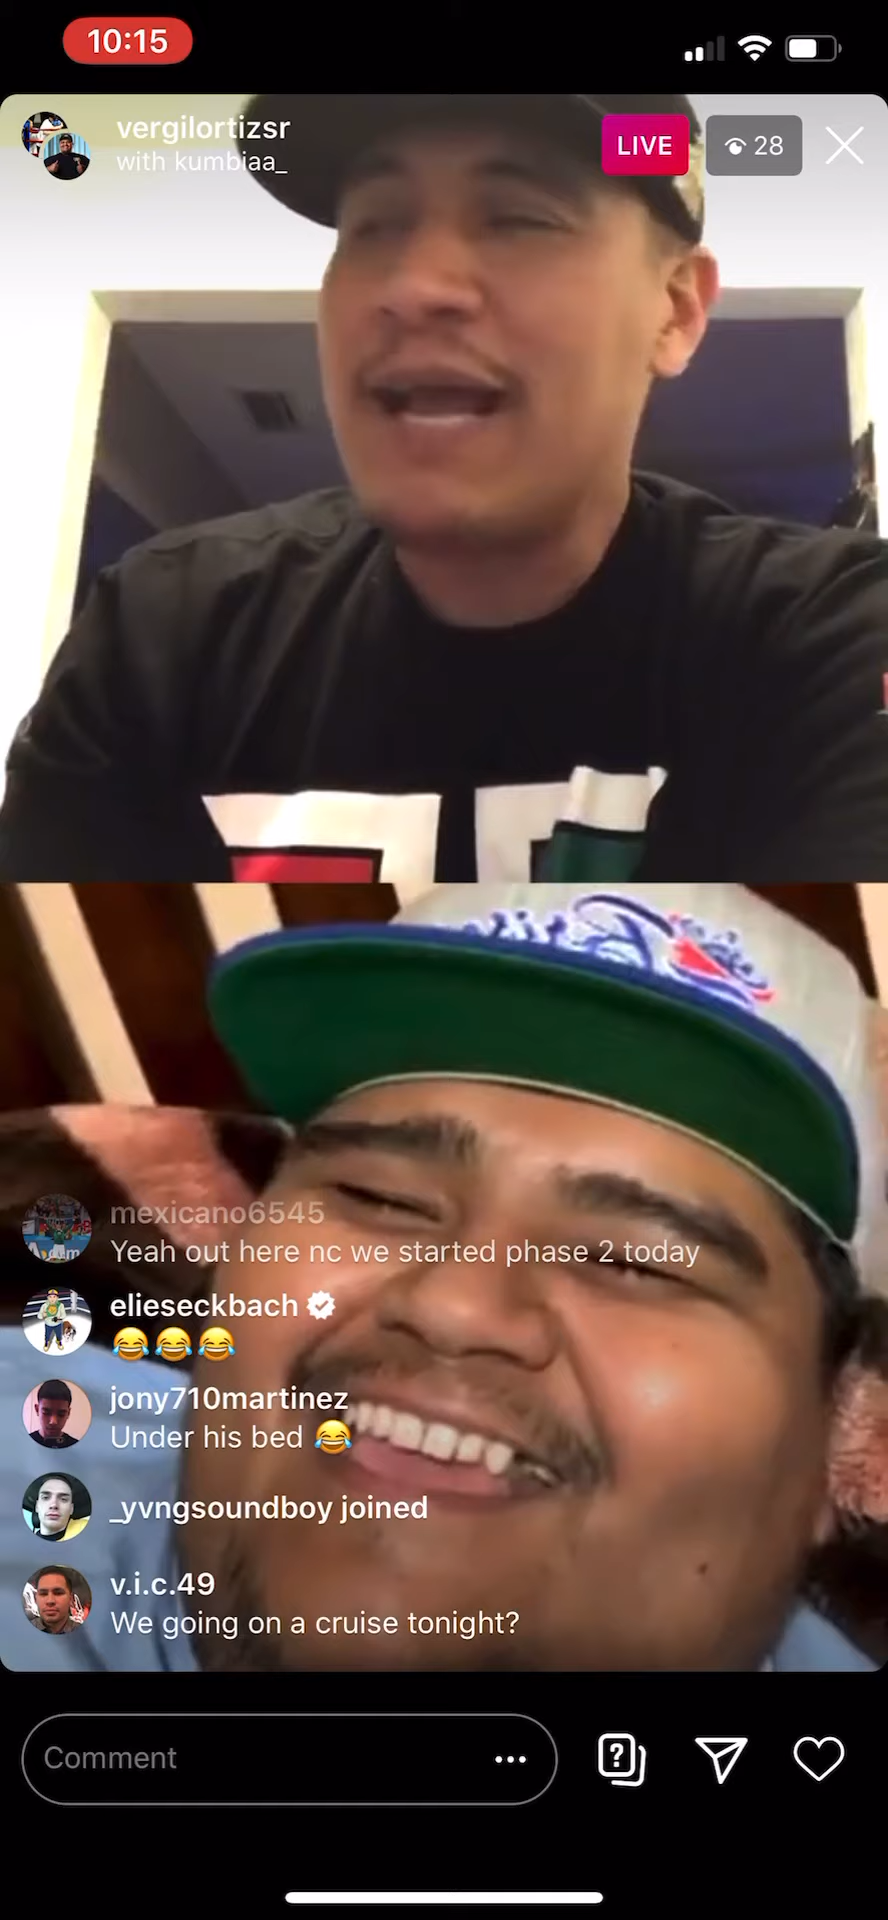 10:15
vergilortizsr
with kumbiaa_
LIVE
28
mexicano6545
Yeah out here nc we started phase 2 today
elieseckbach
😂😂😂
jony710martinez
Under his bed 😂
_yvngsoundboy joined
v.i.c.49
We going on a cruise tonight?
Comment